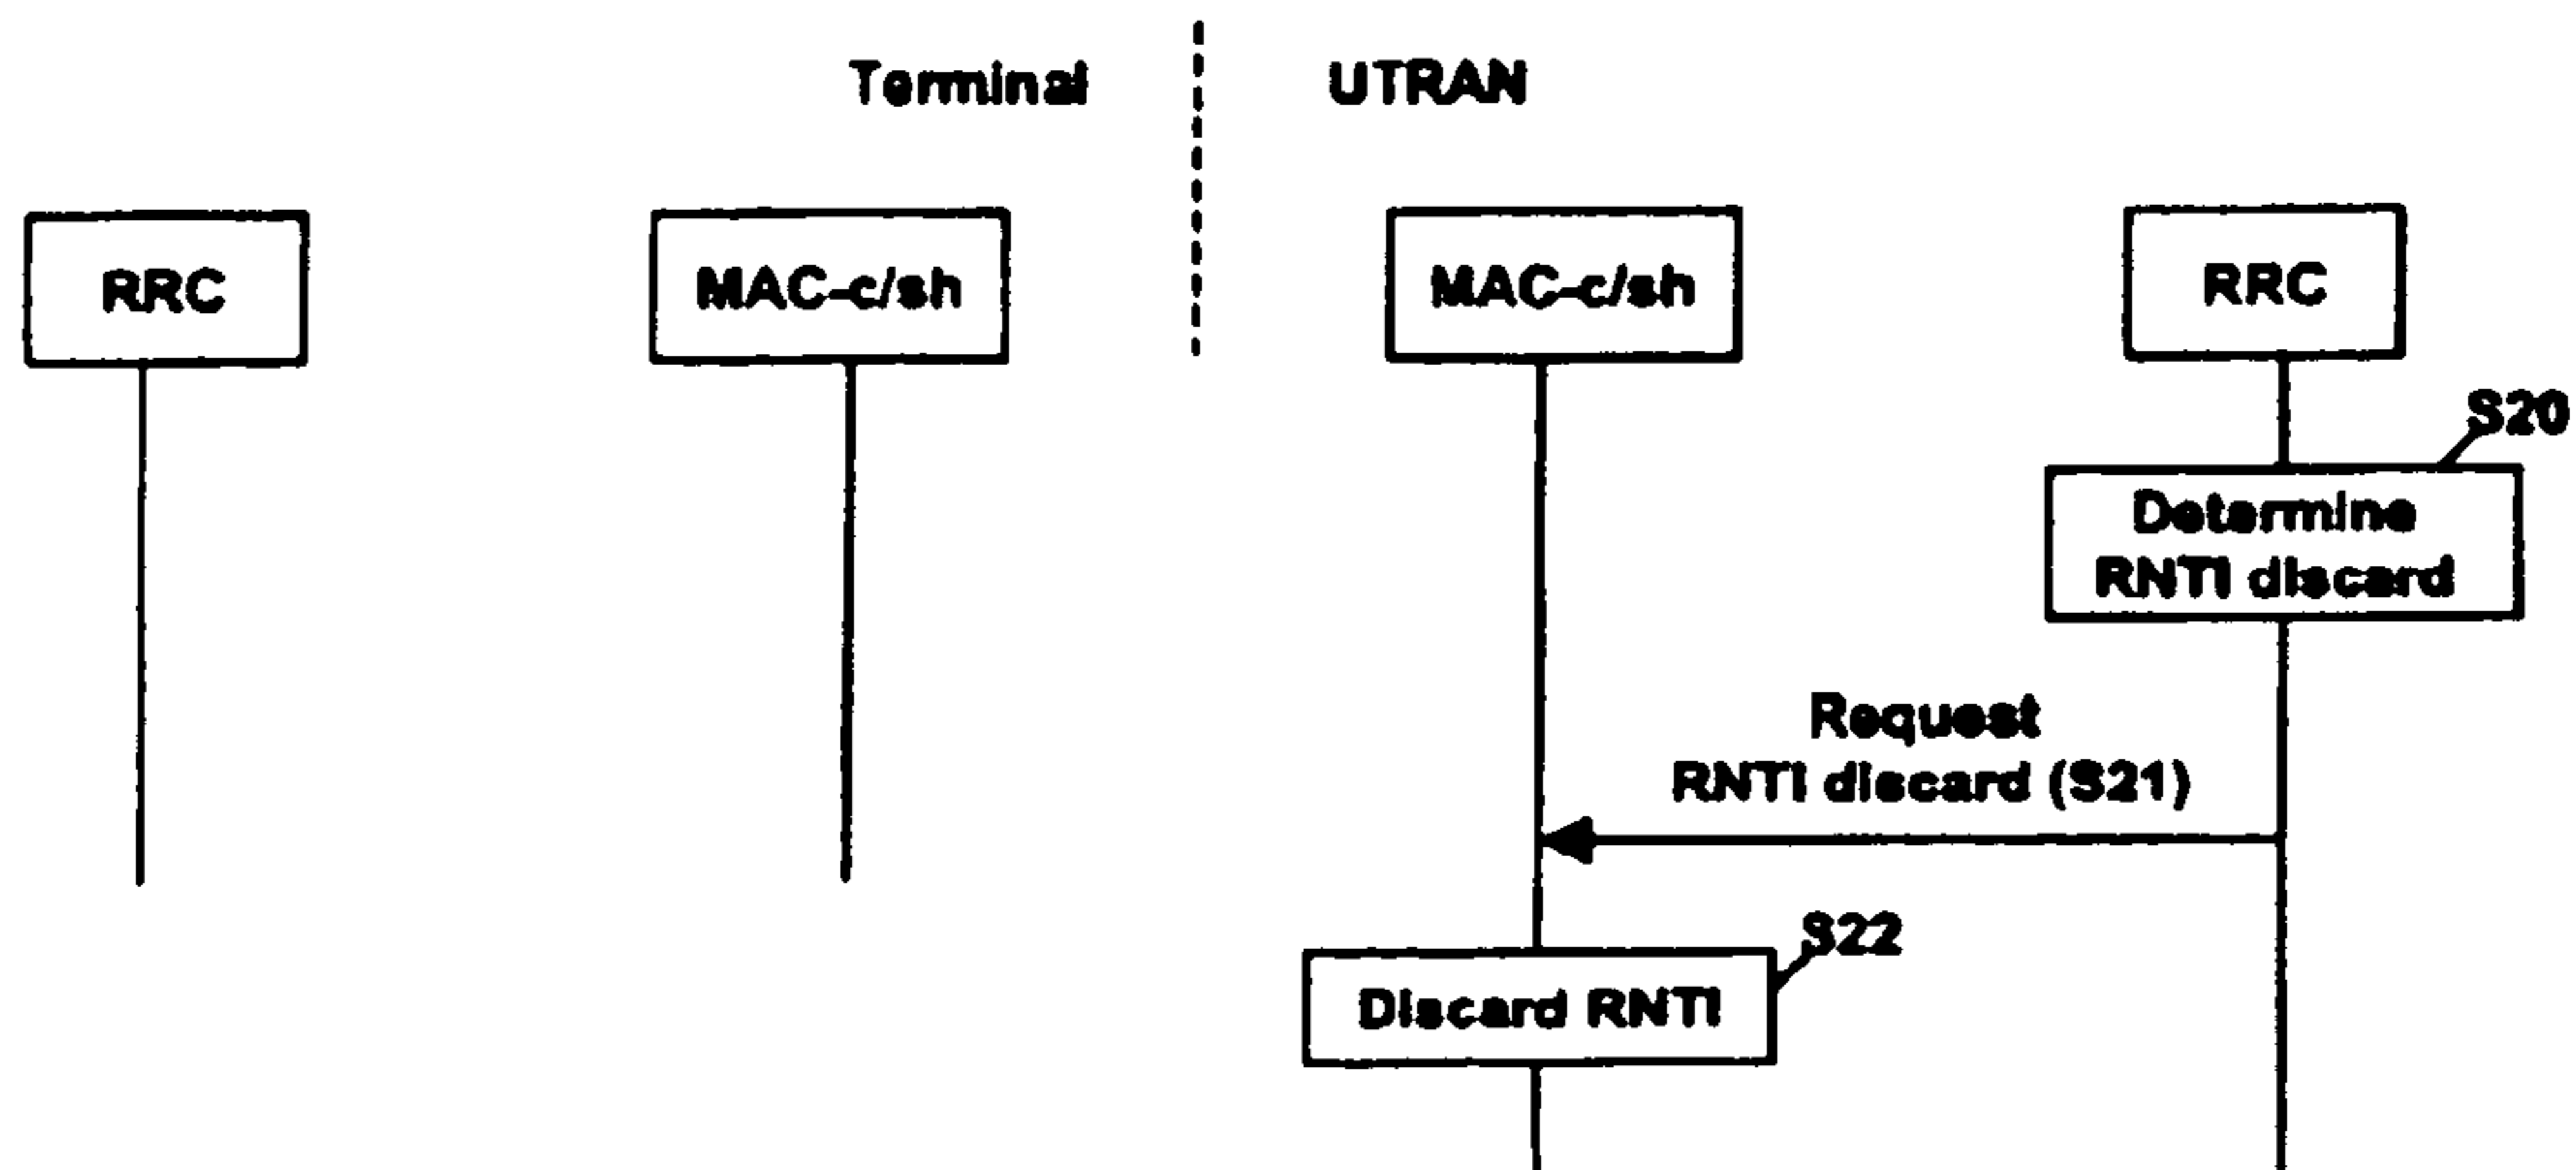 Terminal
UTRAN
RRC
MAC-c/sh
MAC-c/sh
RRC
S20
Determine
RNTI discard
Request
RNTI discard (S21)
S22
Discard RNTI